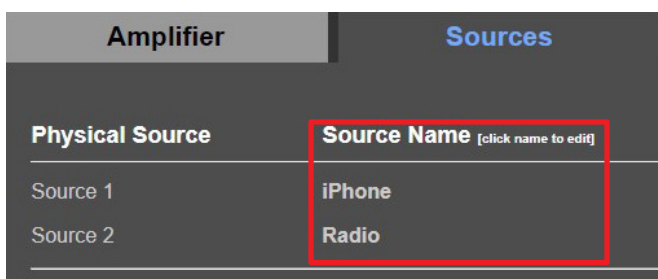 Amplifier Sources
Physical Source Source Name [click name to edit]
Source 1 iPhone
Source 2 Radio